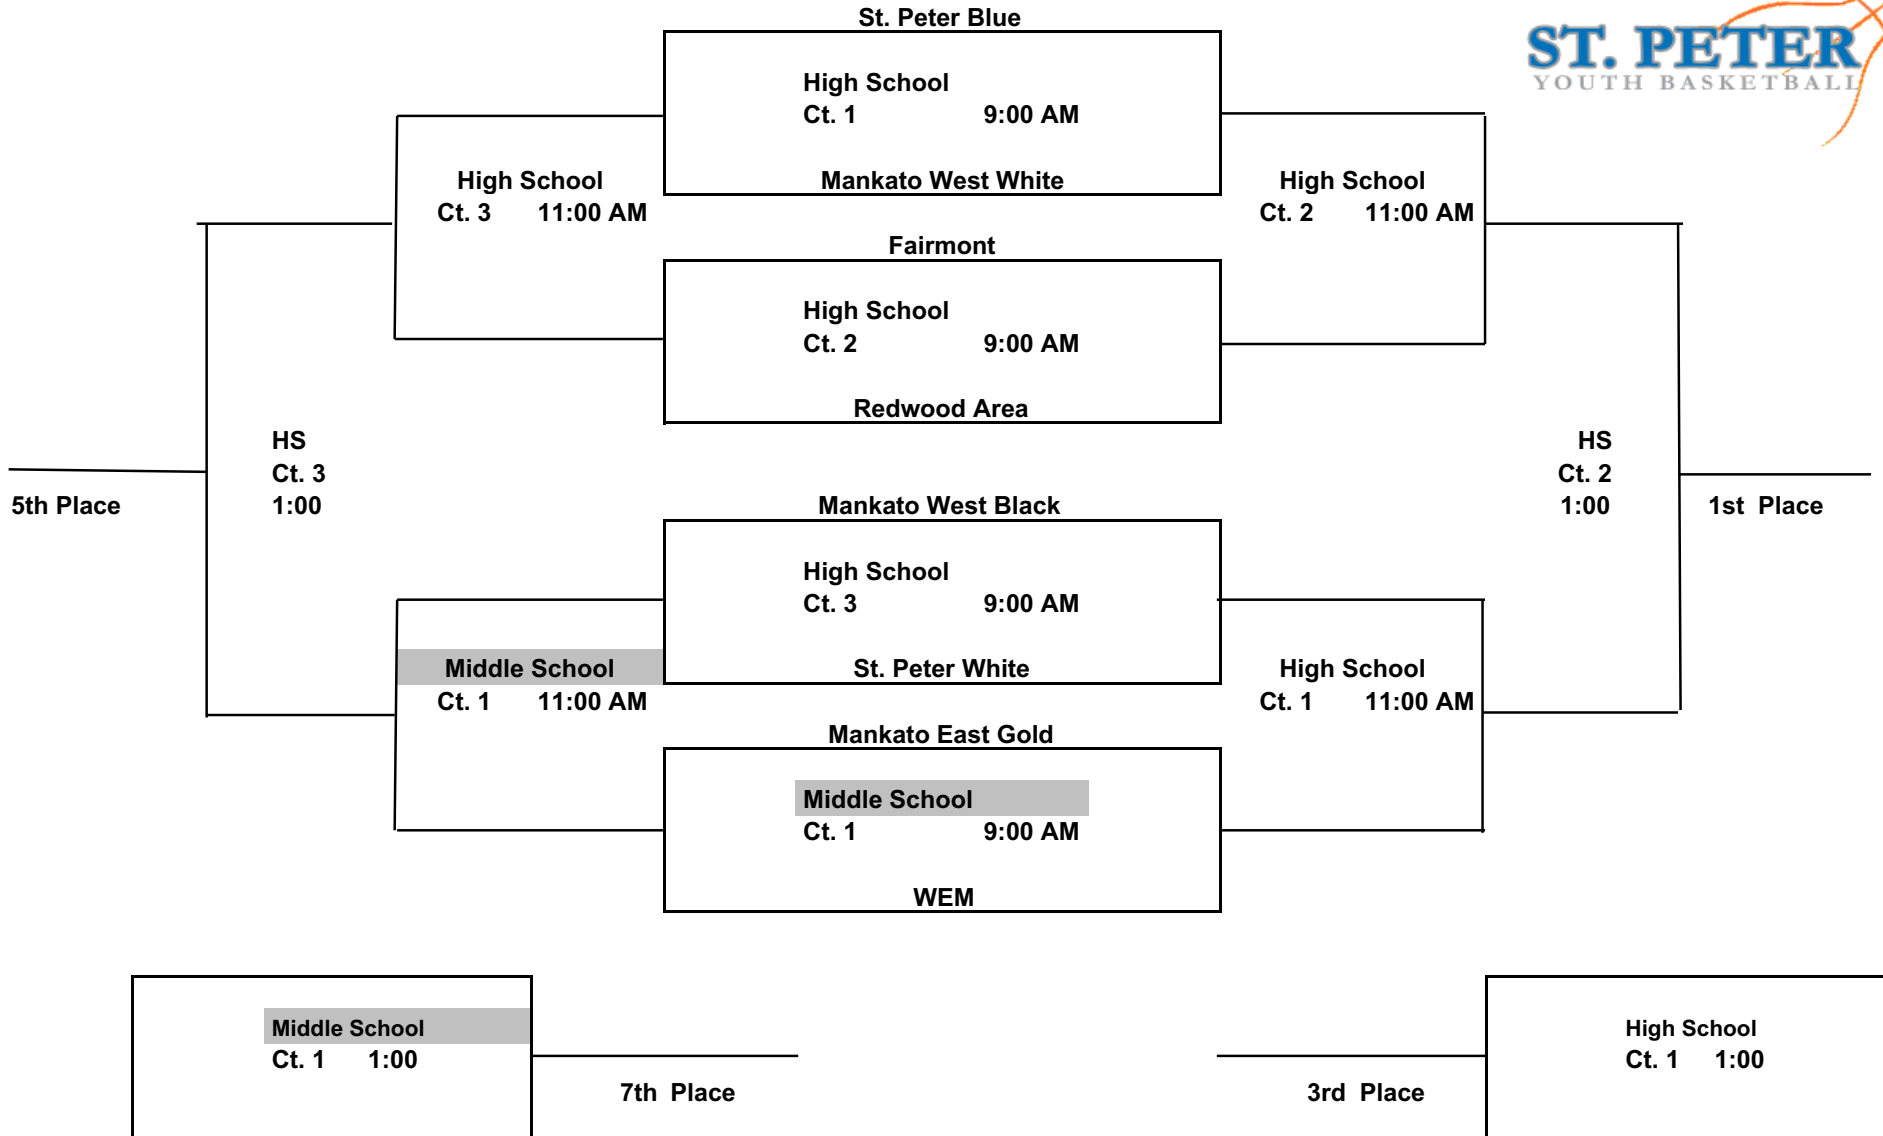 St. Peter Blue
ST. PETER
YOUTH BASKETBALL
High School
Ct. 1 9:00 AM
High School Mankato West White High School
Ct. 3 11:00 AM Ct. 2 11:00 AM
Fairmont
High School
Ct. 2 9:00 AM
Redwood Area
HS HS
Ct. 3 Ct. 2
5th Place 1:00 Mankato West Black 1:00 1st Place
High School
Ct. 3 9:00 AM
Middle School St. Peter White High School
Ct. 1 11:00 AM Ct. 1 11:00 AM
Mankato East Gold
Middle School
Ct. 1 9:00 AM
WEM
Middle School High School
Ct. 1 1:00 Ct. 1 1:00
7th Place 3rd Place